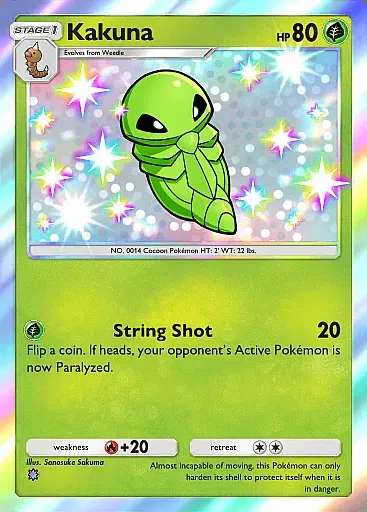 STAGE 1
Kakuna
HP 80
Evolves from Weedle
NO. 0014 Cocoon Pokémon HT: 2' WT: 22 lbs.
String Shot 20
Flip a coin. If heads, your opponent's Active Pokémon is
now Paralyzed.
weakness +20 retreat
Illus. Sanosuke Sakuma
Almost incapable of moving, this Pokémon can only
harden its shell to protect itself when it is
in danger.